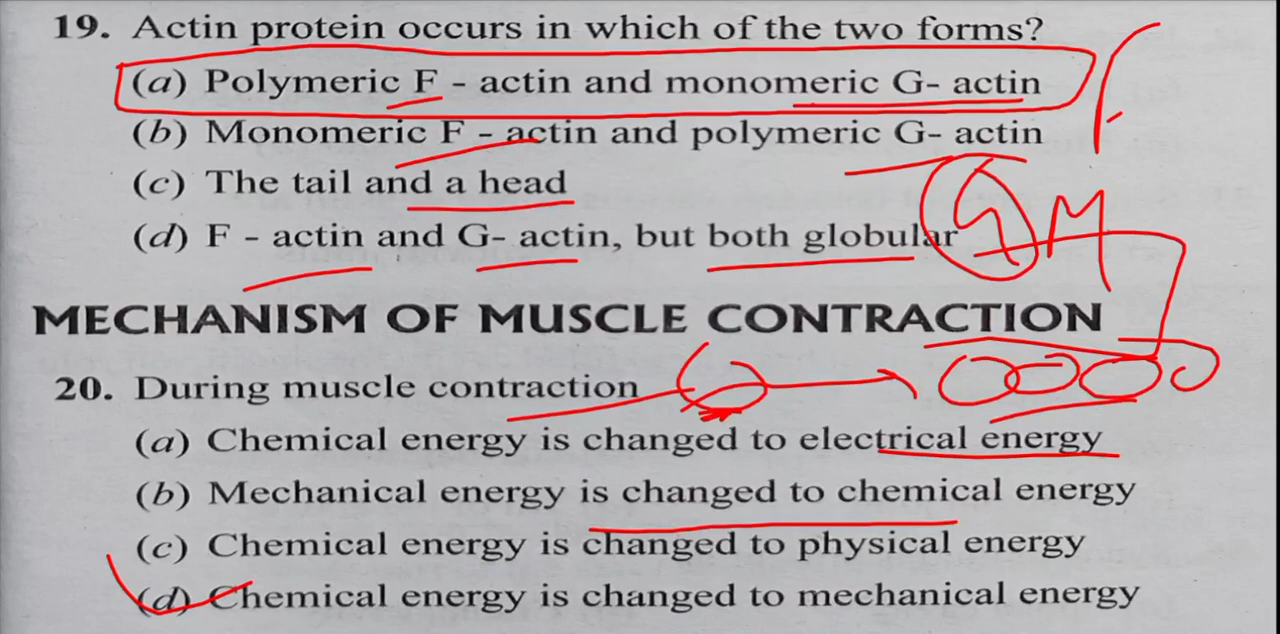 19. Actin protein occurs in which of the two forms?
(a) Polymeric F - actin and monomeric G- actin
(b) Monomeric F - actin and polymeric G- actin
(c) The tail and a head
(d) F - actin and G- actin, but both globular
G M
MECHANISM OF MUSCLE CONTRACTION
20. During muscle contraction
(a) Chemical energy is changed to electrical energy
(b) Mechanical energy is changed to chemical energy
(c) Chemical energy is changed to physical energy
(d) Chemical energy is changed to mechanical energy